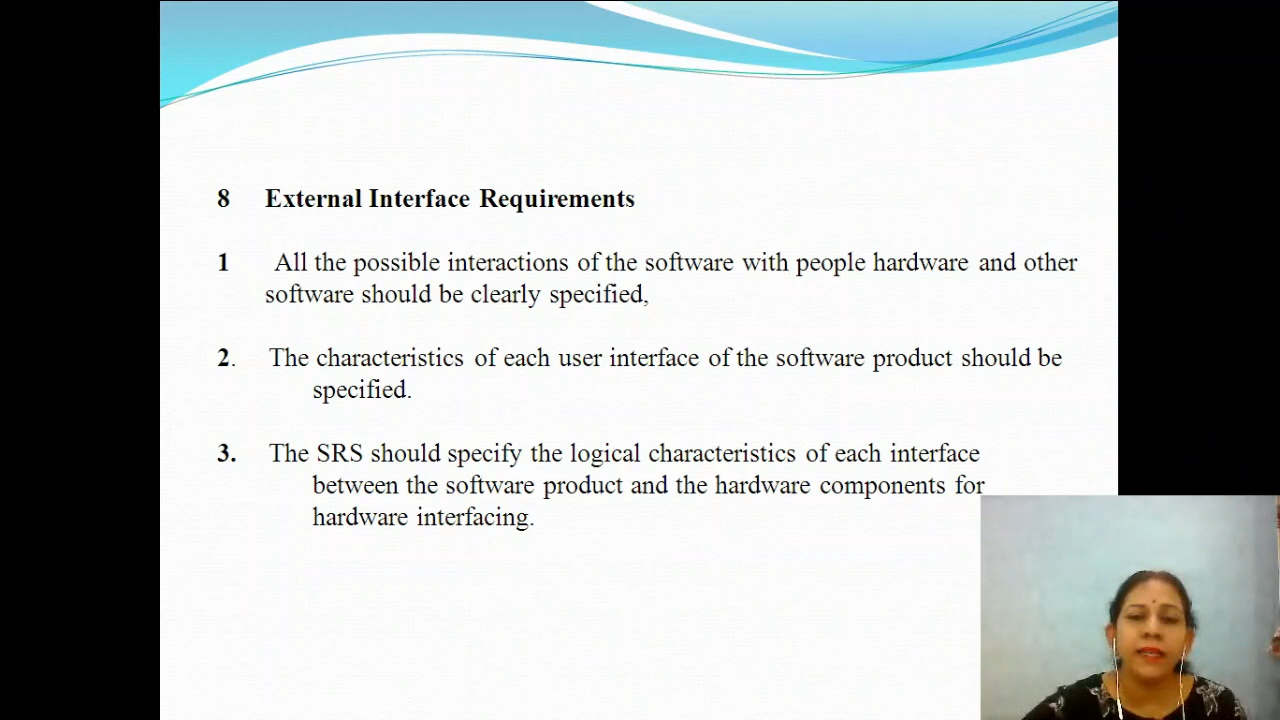 8 External Interface Requirements
1 All the possible interactions of the software with people hardware and other
software should be clearly specified,
2. The characteristics of each user interface of the software product should be
specified.
3. The SRS should specify the logical characteristics of each interface
between the software product and the hardware components for
hardware interfacing.